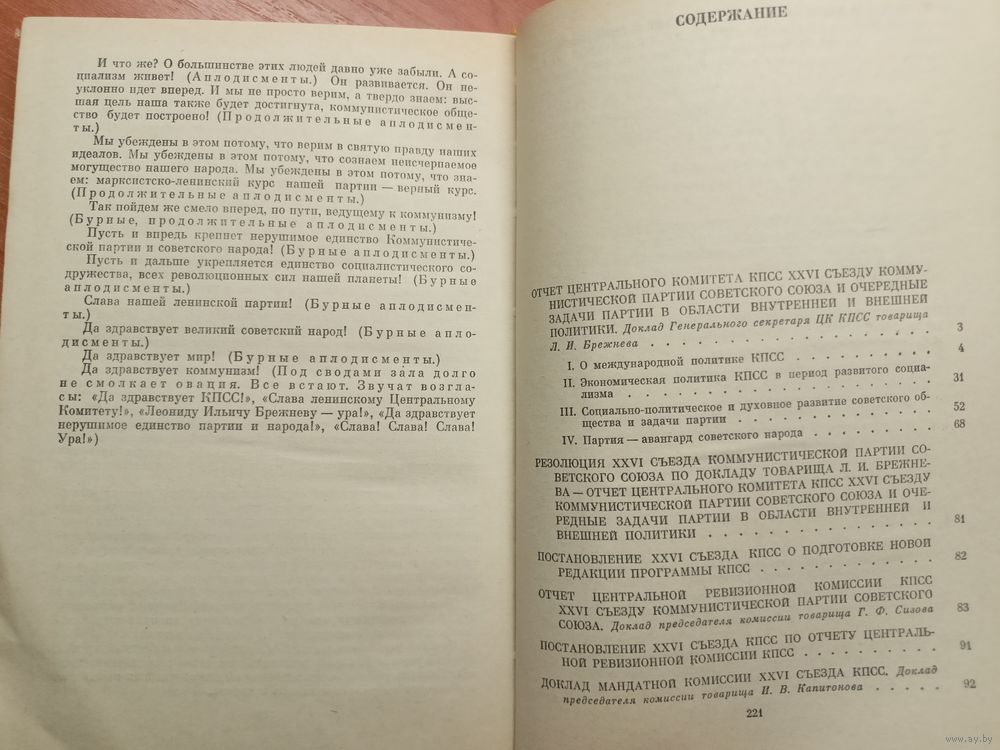 И что же? О большинстве этих людей давно уже забыли. А со-
циализм живет! (Аплодисменты.) Он развивается. Он не-
уклонно идет вперед. И мы не просто верим, а твердо знаем: выс-
шая цель наша также будет достигнута, коммунистическое обще-
ство будет построено! (Продолжительные аплодисмен-
ты.)
Мы убеждены в этом потому, что верим в святую правду наших
идеалов. Мы убеждены в этом потому, что сознаем неисчерпаемое
могущество нашего народа. Мы убеждены в этом потому, что зна-
ем: марксистско-ленинский курс нашей партии — верный курс.
(Продолжительные аплодисменты.)
Так пойдем же смело вперед, по пути, ведущему к коммунизму!
(Бурные, продолжительные аплодисменты.)
Пусть и впредь крепнет нерушимое единство Коммунистиче-
ской партии и советского народа! (Бурные аплодисменты.)
Пусть и дальше укрепляется единство социалистического со-
дружества, всех революционных сил нашей планеты! (Бурные
аплодисменты.)
Слава нашей ленинской партии! (Бурные аплодисмен-
ты.)
Да здравствует великий советский народ! (Бурные апло-
дисменты.)
Да здравствует мир! (Бурные аплодисменты.)
Да здравствует коммунизм! (Под сводами зала долго
не смолкает овация. Все встают. Звучат возгла-
сы: «Да здравствует КПСС!», «Слава ленинскому Центральному
Комитету!», «Леониду Ильичу Брежневу — ура!», «Да здравствует
нерушимое единство партии и народа!», «Слава! Слава! Слава!
Ура!»)
СОДЕРЖАНИЕ
ОТЧЕТ ЦЕНТРАЛЬНОГО КОМИТЕТА КПСС XXVI СЪЕЗДУ КОММУ-
НИСТИЧЕСКОЙ ПАРТИИ СОВЕТСКОГО СОЮЗА И ОЧЕРЕДНЫЕ
ЗАДАЧИ ПАРТИИ В ОБЛАСТИ ВНУТРЕННЕЙ И ВНЕШНЕЙ
ПОЛИТИКИ. Доклад Генерального секретаря ЦК КПСС товарища
Л. И. Брежнева . . . . . . . . . . . . . . 3
I. О международной политике КПСС . . . . . . . . 4
II. Экономическая политика КПСС в период развитого социа-
лизма . . . . . . . . . . . . . . . 31
III. Социально-политическое и духовное развитие советского об-
щества и задачи партии . . . . . . . . . . 52
IV. Партия — авангард советского народа . . . . . . . 68
РЕЗОЛЮЦИЯ XXVI СЪЕЗДА КОММУНИСТИЧЕСКОЙ ПАРТИИ СО-
ВЕТСКОГО СОЮЗА ПО ДОКЛАДУ ТОВАРИЩА Л. И. БРЕЖНЕ-
ВА — ОТЧЕТ ЦЕНТРАЛЬНОГО КОМИТЕТА КПСС XXVI СЪЕЗДУ
КОММУНИСТИЧЕСКОЙ ПАРТИИ СОВЕТСКОГО СОЮЗА И ОЧЕ-
РЕДНЫЕ ЗАДАЧИ ПАРТИИ В ОБЛАСТИ ВНУТРЕННЕЙ И
ВНЕШНЕЙ ПОЛИТИКИ . . . . . . . . . . . 81
ПОСТАНОВЛЕНИЕ XXVI СЪЕЗДА КПСС О ПОДГОТОВКЕ НОВОЙ
РЕДАКЦИИ ПРОГРАММЫ КПСС . . . . . . . . . 82
ОТЧЕТ ЦЕНТРАЛЬНОЙ РЕВИЗИОННОЙ КОМИССИИ КПСС
XXVI СЪЕЗДУ КОММУНИСТИЧЕСКОЙ ПАРТИИ СОВЕТСКОГО
СОЮЗА. Доклад председателя комиссии товарища Г. Ф. Сизова 83
ПОСТАНОВЛЕНИЕ XXVI СЪЕЗДА КПСС ПО ОТЧЕТУ ЦЕНТРАЛЬ-
НОЙ РЕВИЗИОННОЙ КОМИССИИ КПСС . . . . . . . 91
ДОКЛАД МАНДАТНОЙ КОМИССИИ XXVI СЪЕЗДА КПСС. Доклад
председателя комиссии товарища И. В. Капитонова . . . . . 92
221
www.ay.by